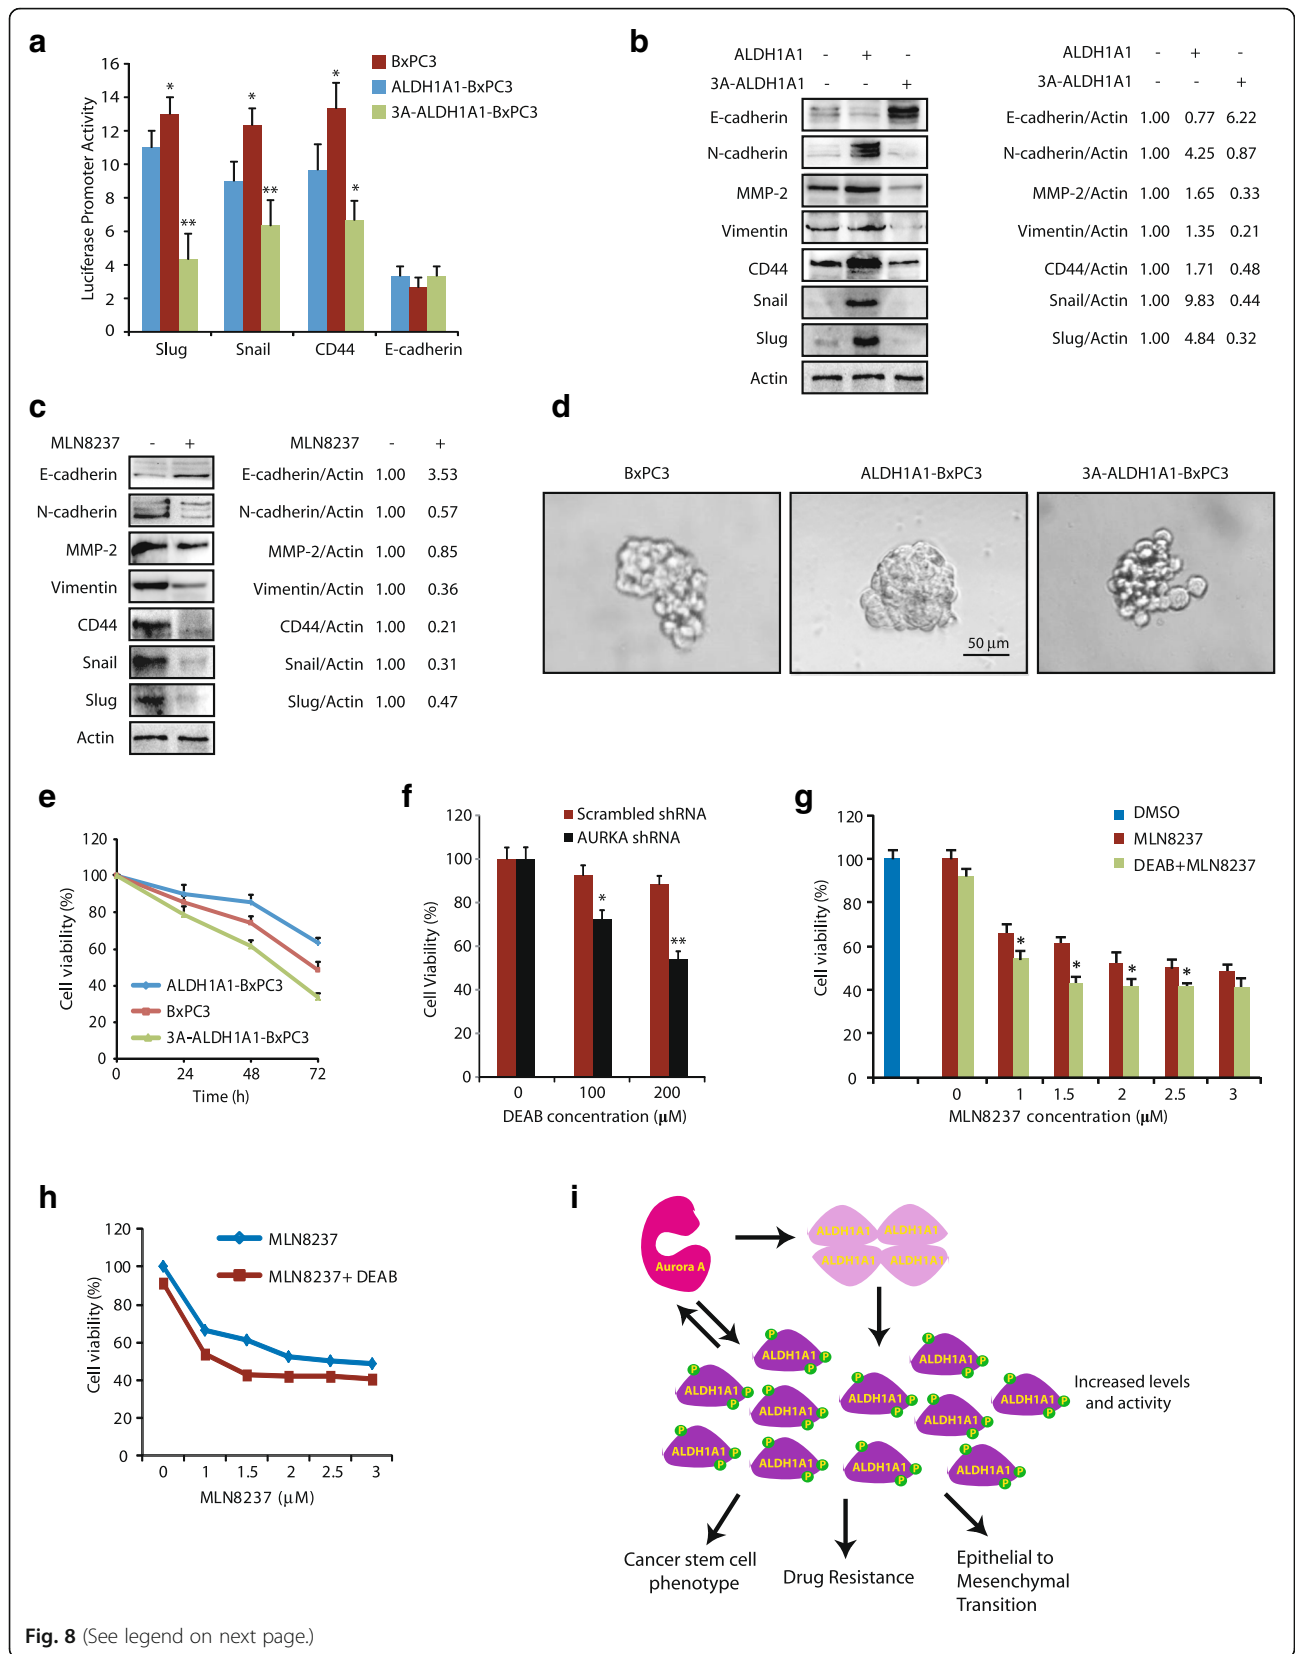 a
16
14
12
10
8
6
4
2
0
Luciferase Promoter Activity
BxPC3
ALDH1A1-BxPC3
3A-ALDH1A1-BxPC3
*
**
*
**
*
*
Slug Snail CD44 E-cadherin
b
ALDH1A1 - + -
3A-ALDH1A1 - - +
E-cadherin
N-cadherin
MMP-2
Vimentin
CD44
Snail
Slug
Actin
ALDH1A1 - + -
3A-ALDH1A1 - - +
E-cadherin/Actin 1.00 0.77 6.22
N-cadherin/Actin 1.00 4.25 0.87
MMP-2/Actin 1.00 1.65 0.33
Vimentin/Actin 1.00 1.35 0.21
CD44/Actin 1.00 1.71 0.48
Snail/Actin 1.00 9.83 0.44
Slug/Actin 1.00 4.84 0.32
c
MLN8237 - +
E-cadherin
N-cadherin
MMP-2
Vimentin
CD44
Snail
Slug
Actin
MLN8237 - +
E-cadherin/Actin 1.00 3.53
N-cadherin/Actin 1.00 0.57
MMP-2/Actin 1.00 0.85
Vimentin/Actin 1.00 0.36
CD44/Actin 1.00 0.21
Snail/Actin 1.00 0.31
Slug/Actin 1.00 0.47
d
BxPC3 ALDH1A1-BxPC3 3A-ALDH1A1-BxPC3
50 μm
e
120
100
80
60
40
20
0
Cell viability (%)
ALDH1A1-BxPC3
BxPC3
3A-ALDH1A1-BxPC3
0 24 48 72
Time (h)
f
120
100
80
60
40
20
0
Cell Viability (%)
Scrambled shRNA
AURKA shRNA
*
**
0 100 200
DEAB concentration (μM)
g
120
100
80
60
40
20
0
Cell viability (%)
DMSO
MLN8237
DEAB+MLN8237
* * * *
0 1 1.5 2 2.5 3
MLN8237 concentration (μM)
h
120
100
80
60
40
20
0
Cell viability (%)
MLN8237
MLN8237+ DEAB
0 1 1.5 2 2.5 3
MLN8237 (μM)
i
Aurora A
ALDH1A1 ALDH1A1
ALDH1A1 ALDH1A1
P P P ALDH1A1
P P P ALDH1A1
P P P ALDH1A1
P P P ALDH1A1
P P P ALDH1A1
P P P ALDH1A1
P P P ALDH1A1
P P P ALDH1A1
P P P ALDH1A1
P P P ALDH1A1
P P P ALDH1A1
Increased levels
and activity
Cancer stem cell
phenotype
Drug Resistance
Epithelial to
Mesenchymal
Transition
Fig. 8 (See legend on next page.)